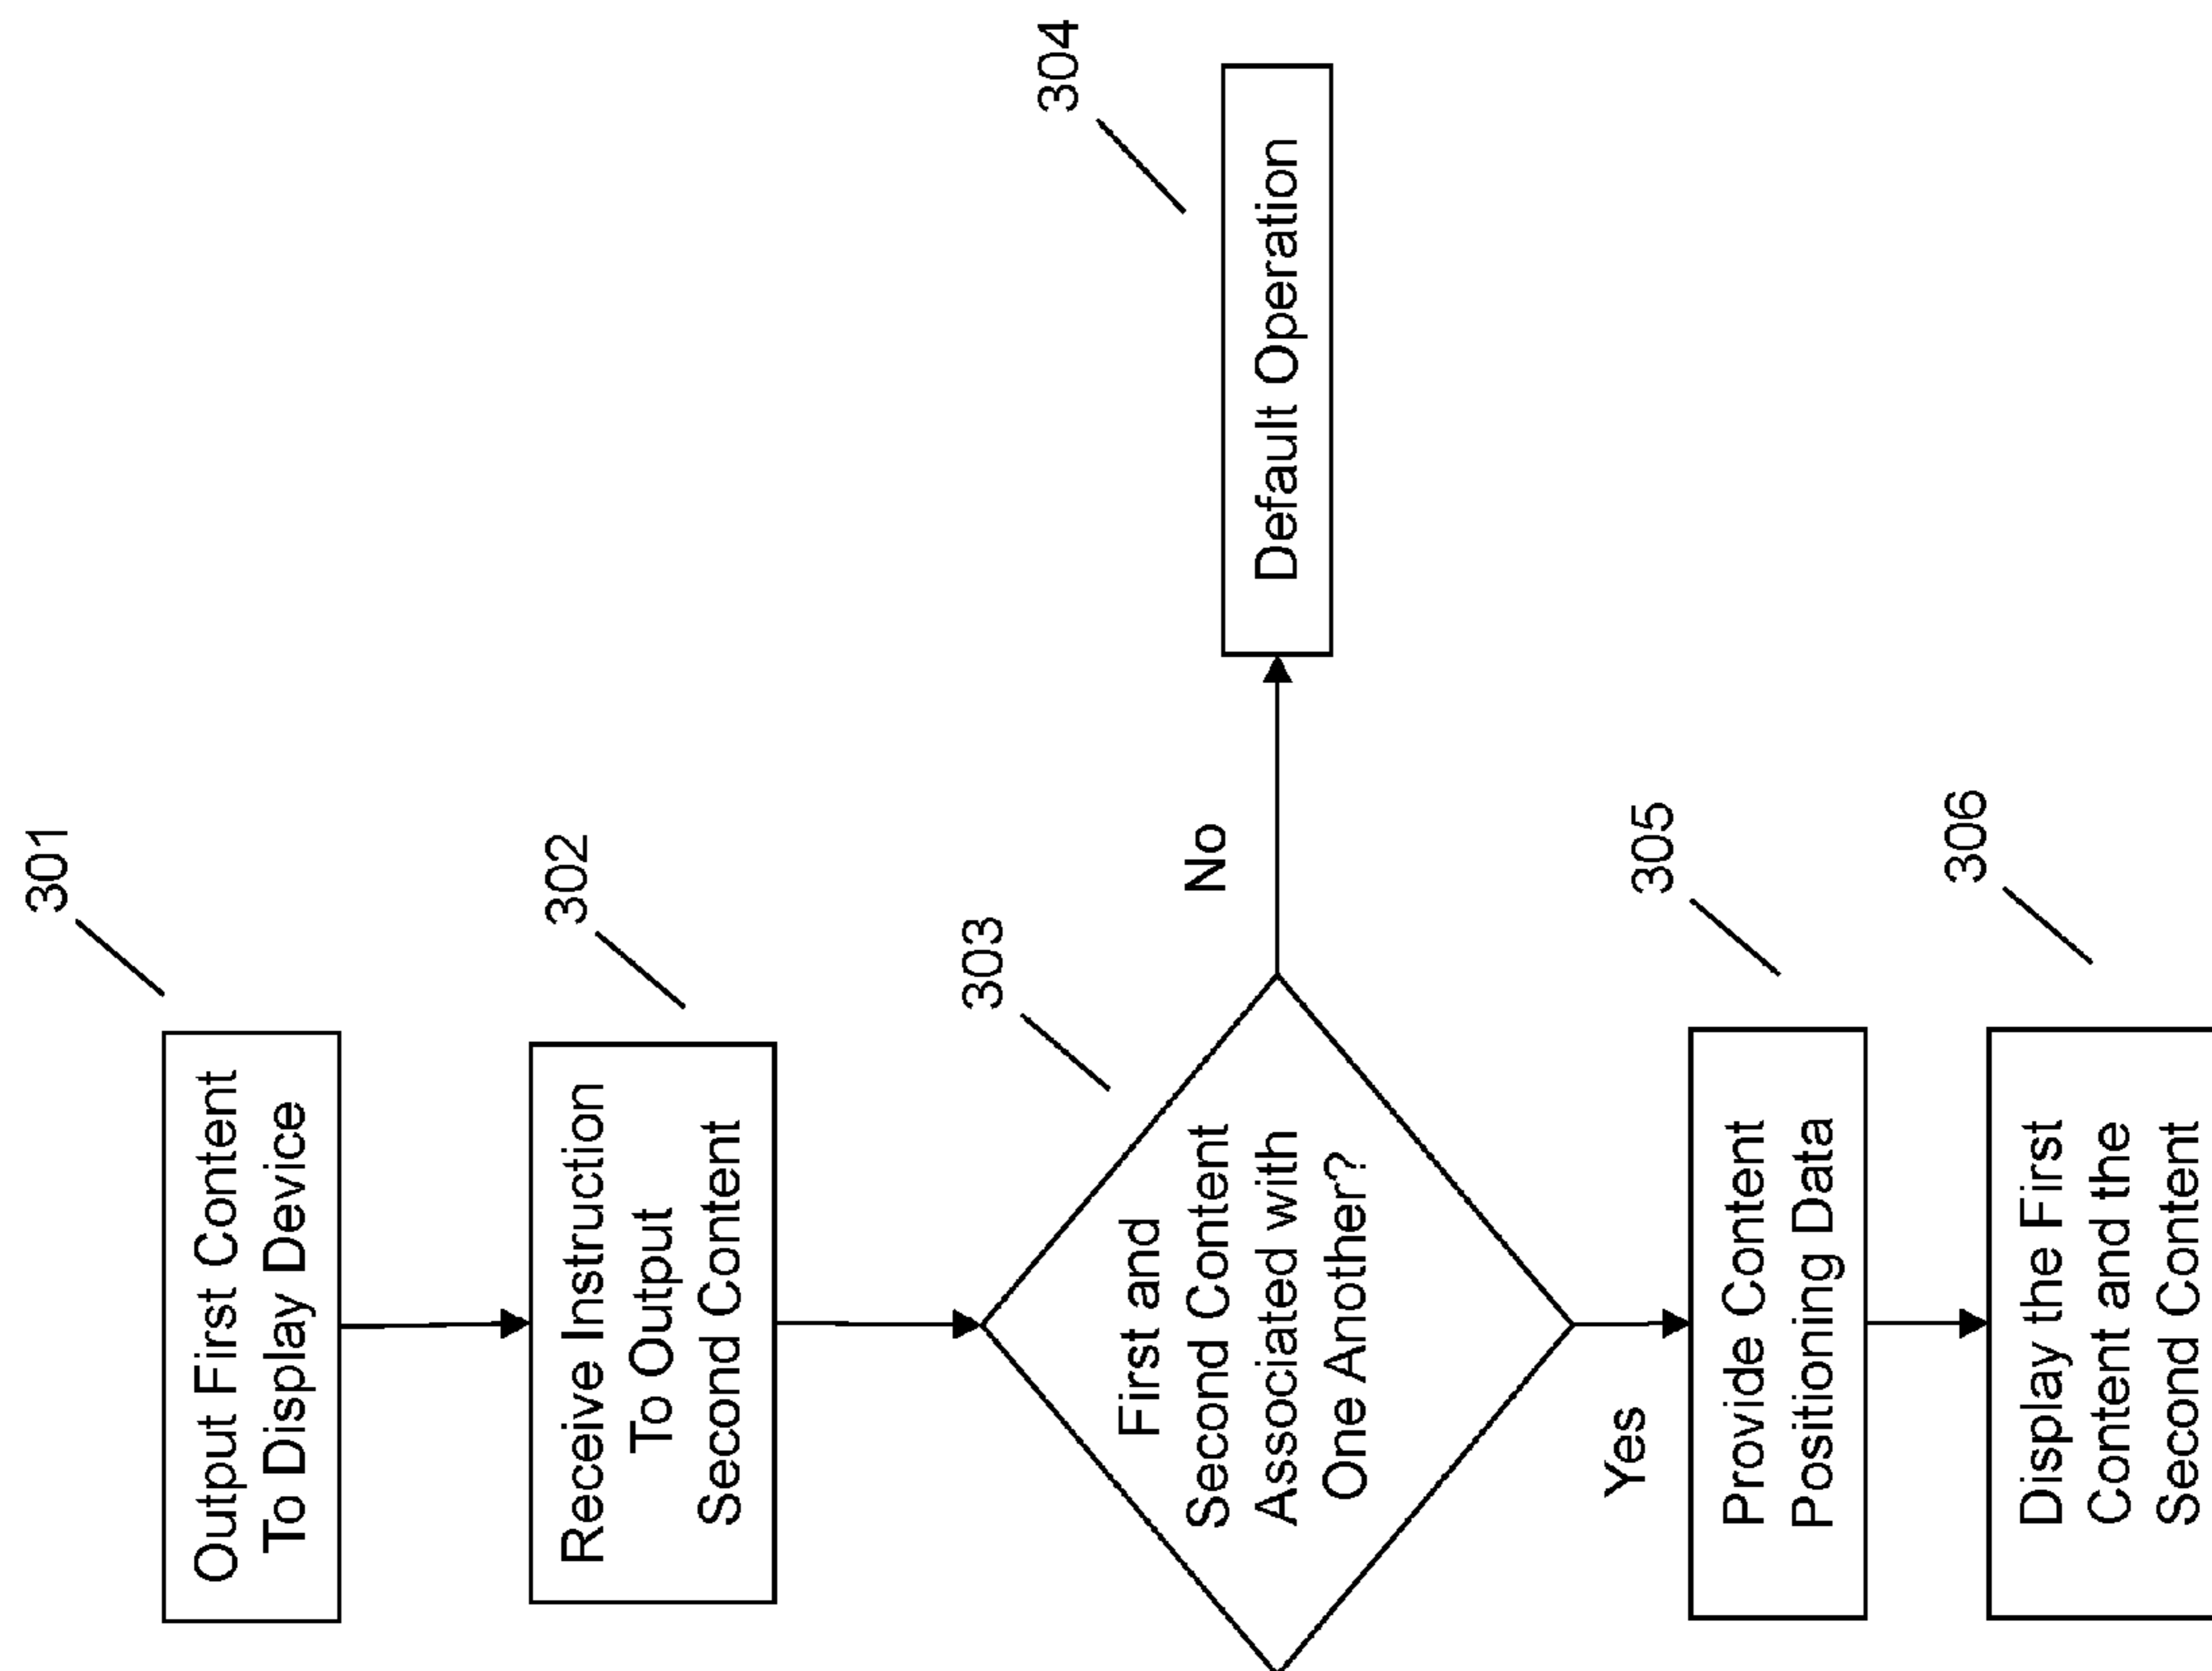 301
Output First Content
To Display Device
302
Receive Instruction
To Output
Second Content
303
First and
Second Content
Associated with
One Another?
No
304
Default Operation
Yes
305
Provide Content
Positioning Data
306
Display the First
Content and the
Second Content